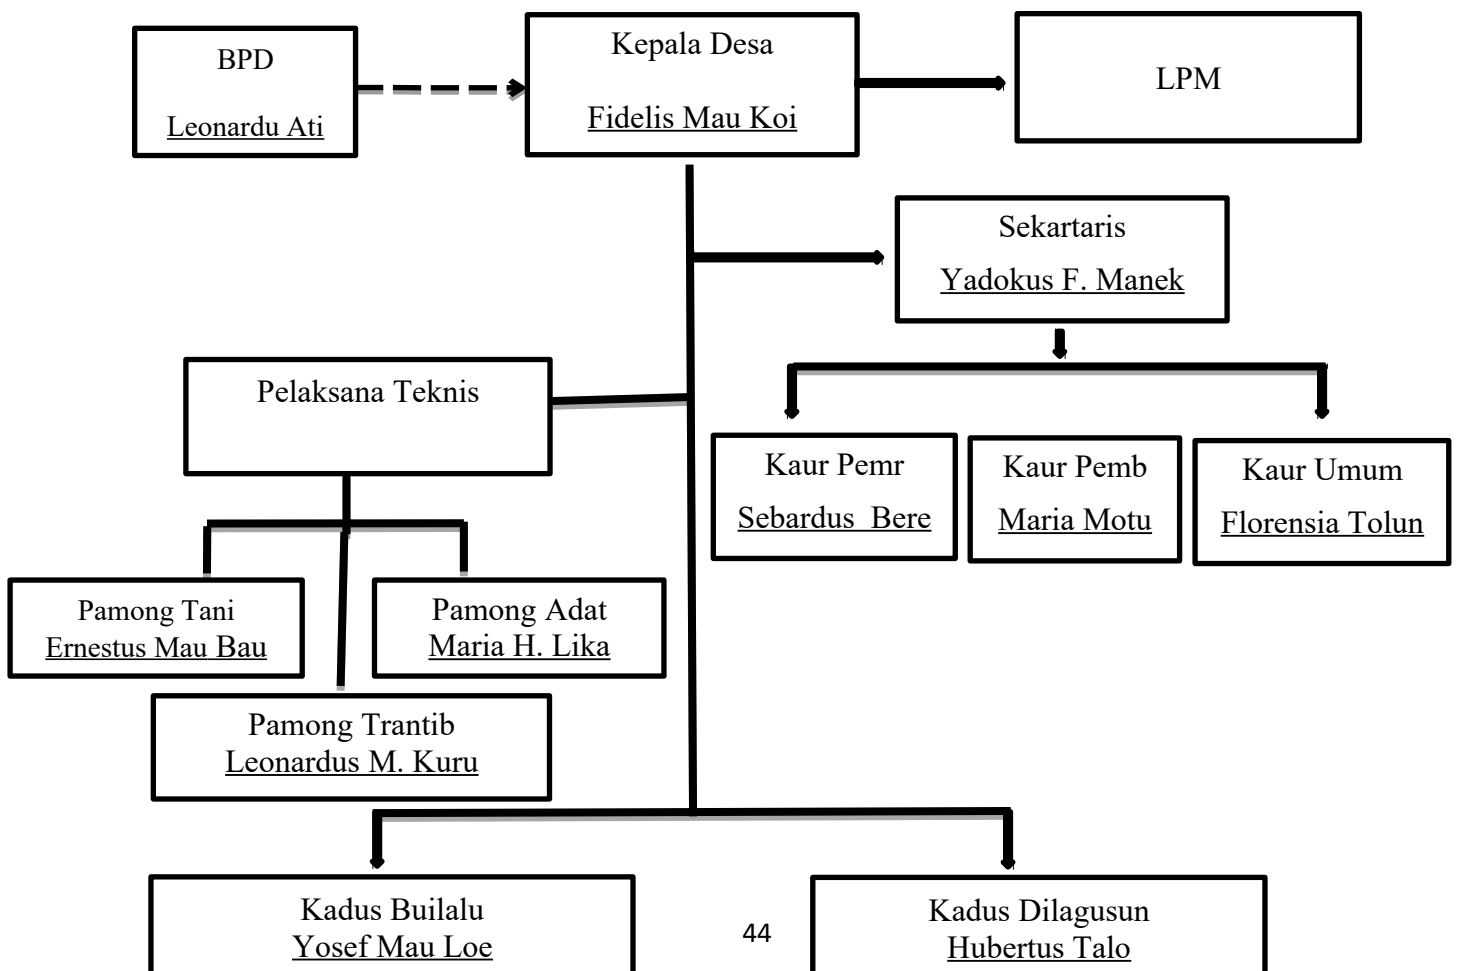 BPD
Leonardu Ati
Kepala Desa
Fidelis Mau Koi
LPM
Sekartaris
Yadokus F. Manek
Pelaksana Teknis
Kaur Pemr
Sebardus  Bere
Kaur Pemb
Maria Motu
Kaur Umum
Florensia Tolun
Pamong Tani
Ernestus Mau Bau
Pamong Adat
Maria H. Lika
Pamong Trantib
Leonardus M. Kuru
Kadus Builalu
Yosef Mau Loe
44
Kadus Dilagusun
Hubertus Talo